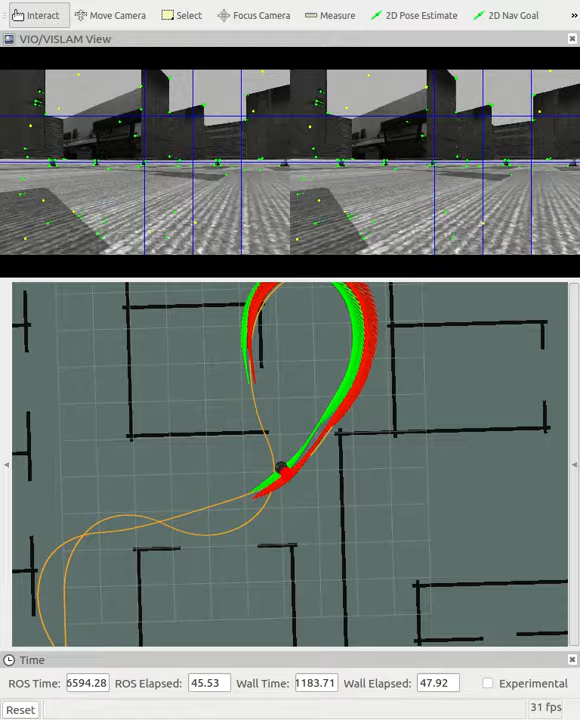 Interact Move Camera Select Focus Camera Measure 2D Pose Estimate 2D Nav Goal »
VIO/VISLAM View
Time
ROS Time: 6594.28 ROS Elapsed: 45.53 Wall Time: 1183.71 Wall Elapsed: 47.92 Experimental
Reset 31 fps